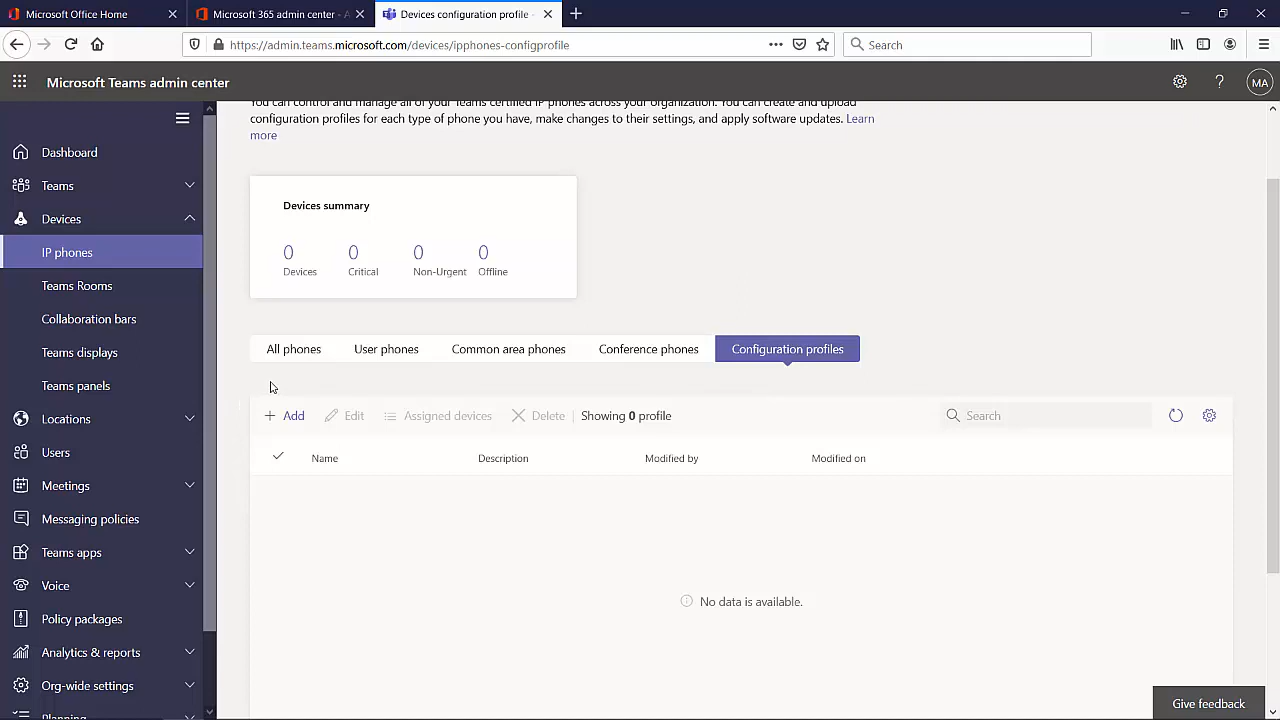 Microsoft Office Home
Microsoft 365 admin center - A
Devices configuration profile -
https://admin.teams.microsoft.com/devices/ipphones-configprofile
Search
Microsoft Teams admin center
MA
You can control and manage all of your Teams certified IP phones across your organization. You can create and upload
configuration profiles for each type of phone you have, make changes to their settings, and apply software updates. Learn
more
Dashboard
Teams
Devices
IP phones
Teams Rooms
Collaboration bars
Teams displays
Teams panels
Locations
Users
Meetings
Messaging policies
Teams apps
Voice
Policy packages
Analytics & reports
Org-wide settings
Planning
Devices summary
0 0 0 0
Devices Critical Non-Urgent Offline
All phones User phones Common area phones Conference phones Configuration profiles
Add Edit Assigned devices Delete Showing 0 profile Search
Name Description Modified by Modified on
No data is available.
Give feedback